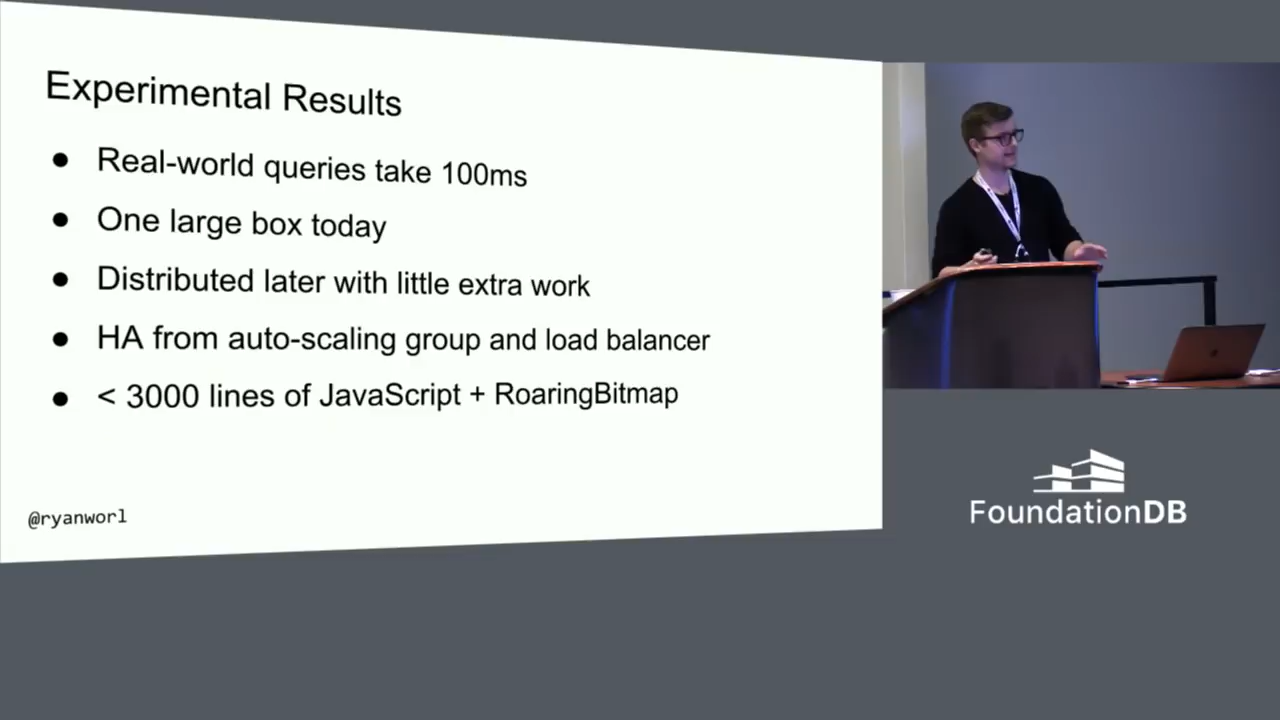 Experimental Results
● Real-world queries take 100ms
● One large box today
● Distributed later with little extra work
● HA from auto-scaling group and load balancer
● < 3000 lines of JavaScript + RoaringBitmap
@ryanworl
FoundationDB